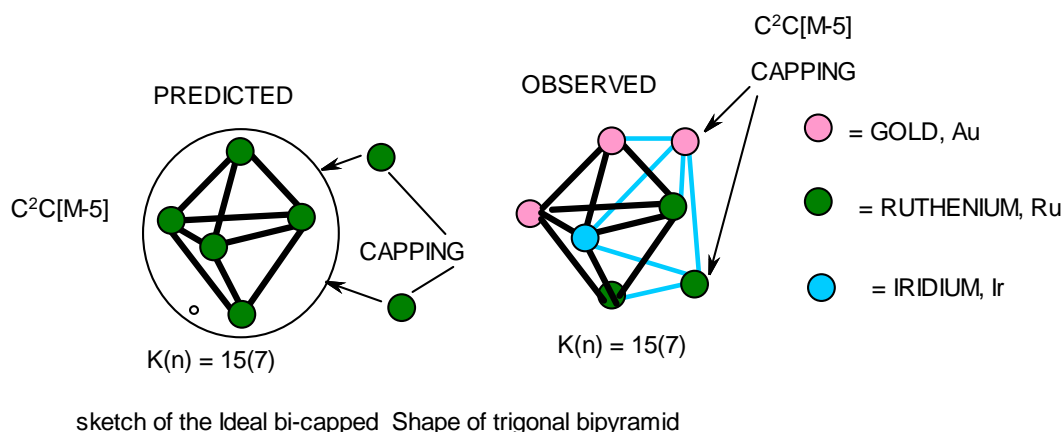 C²C[M-5]
PREDICTED
OBSERVED
CAPPING
= GOLD, Au
C²C[M-5]
= RUTHENIUM, Ru
CAPPING
= IRIDIUM, Ir
K(n) = 15(7)
K(n) = 15(7)
sketch of the Ideal bi-capped Shape of trigonal bipyramid